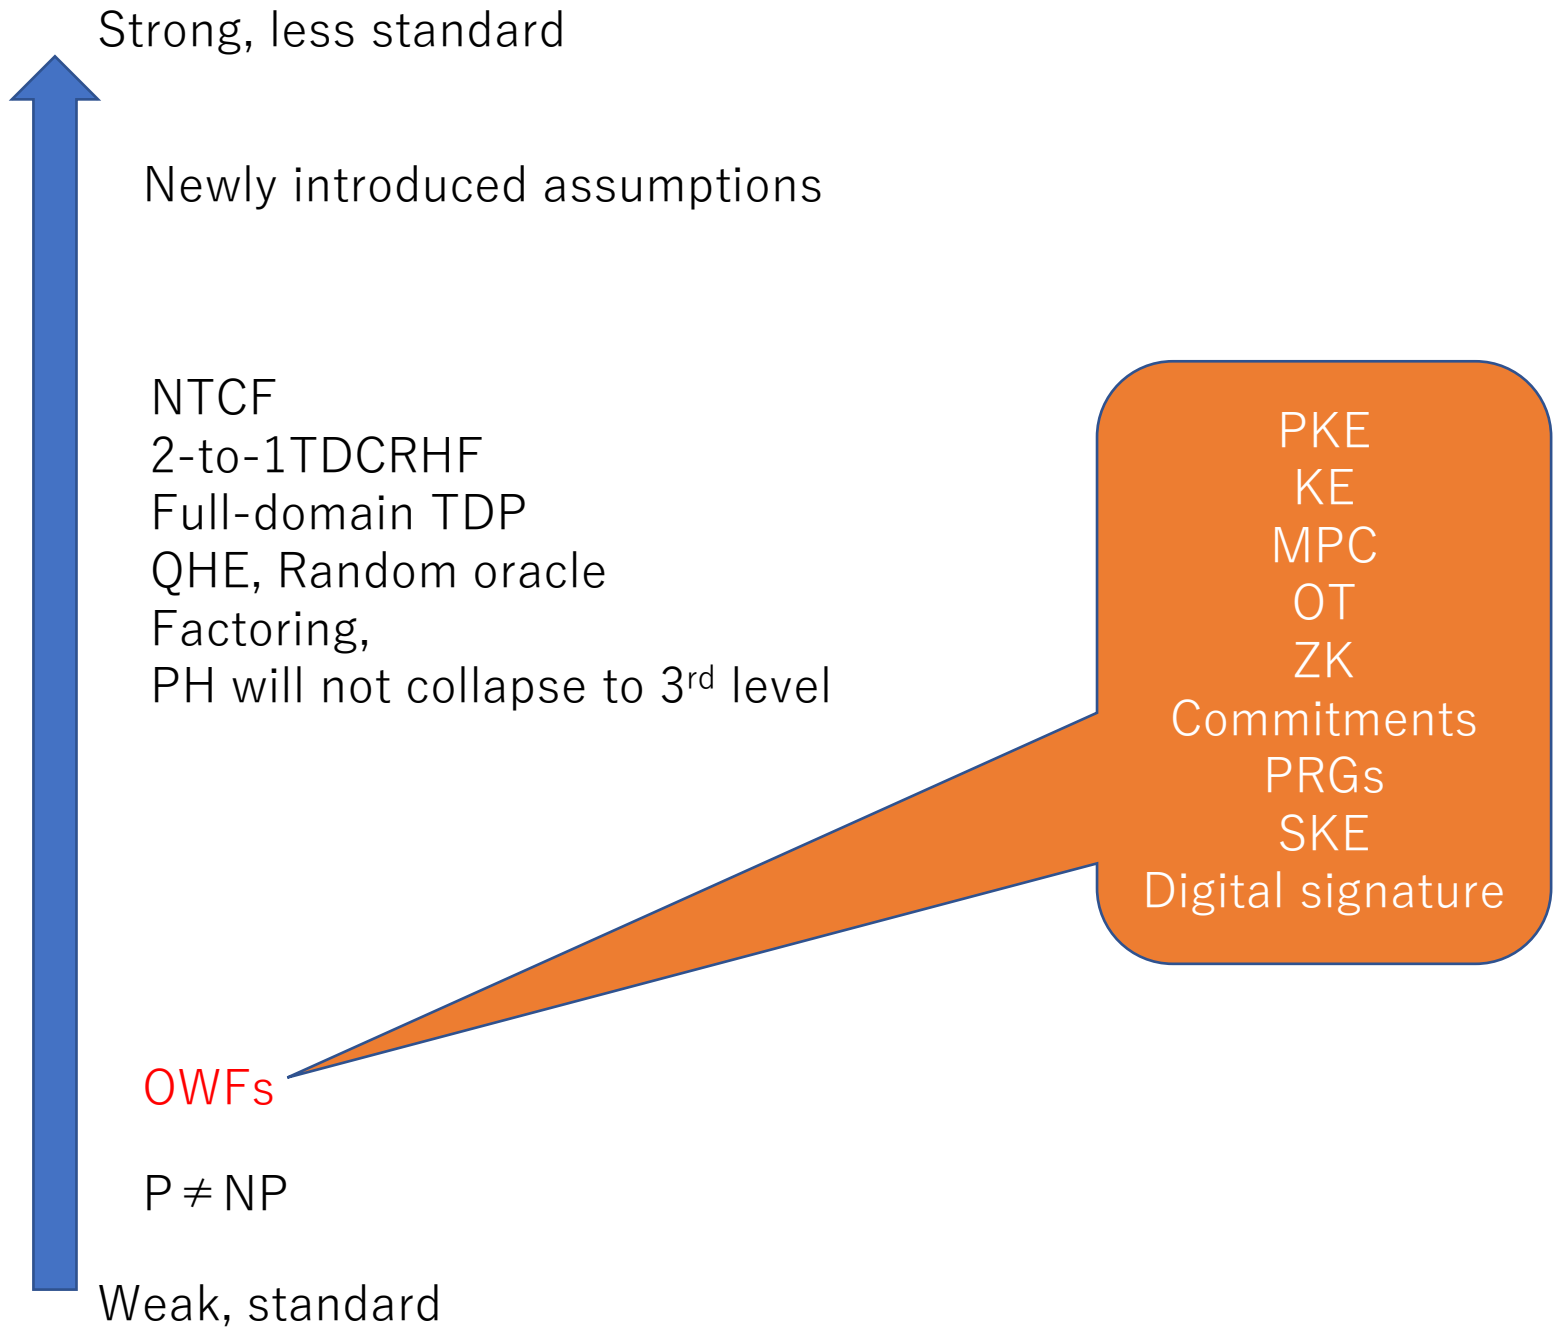 Strong, less standard
Newly introduced assumptions
NTCF
2-to-1TDCRHF
Full-domain TDP
QHE, Random oracle
Factoring,
PH will not collapse to 3rd level
PKE
KE
MPC
OT
ZK
Commitments
PRGs
SKE
Digital signature
OWFs
P≠NP
Weak, standard